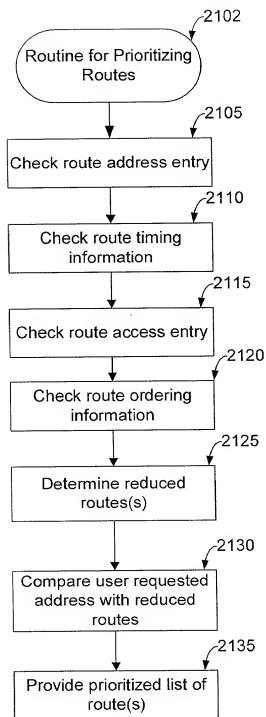 2102
Routine for Prioritizing
Routes
2105
Check route address entry
2110
Check route timing
information
2115
Check route access entry
2120
Check route ordering
information
2125
Determine reduced
routes(s)
2130
Compare user requested
address with reduced
routes
2135
Provide prioritized list of
route(s)